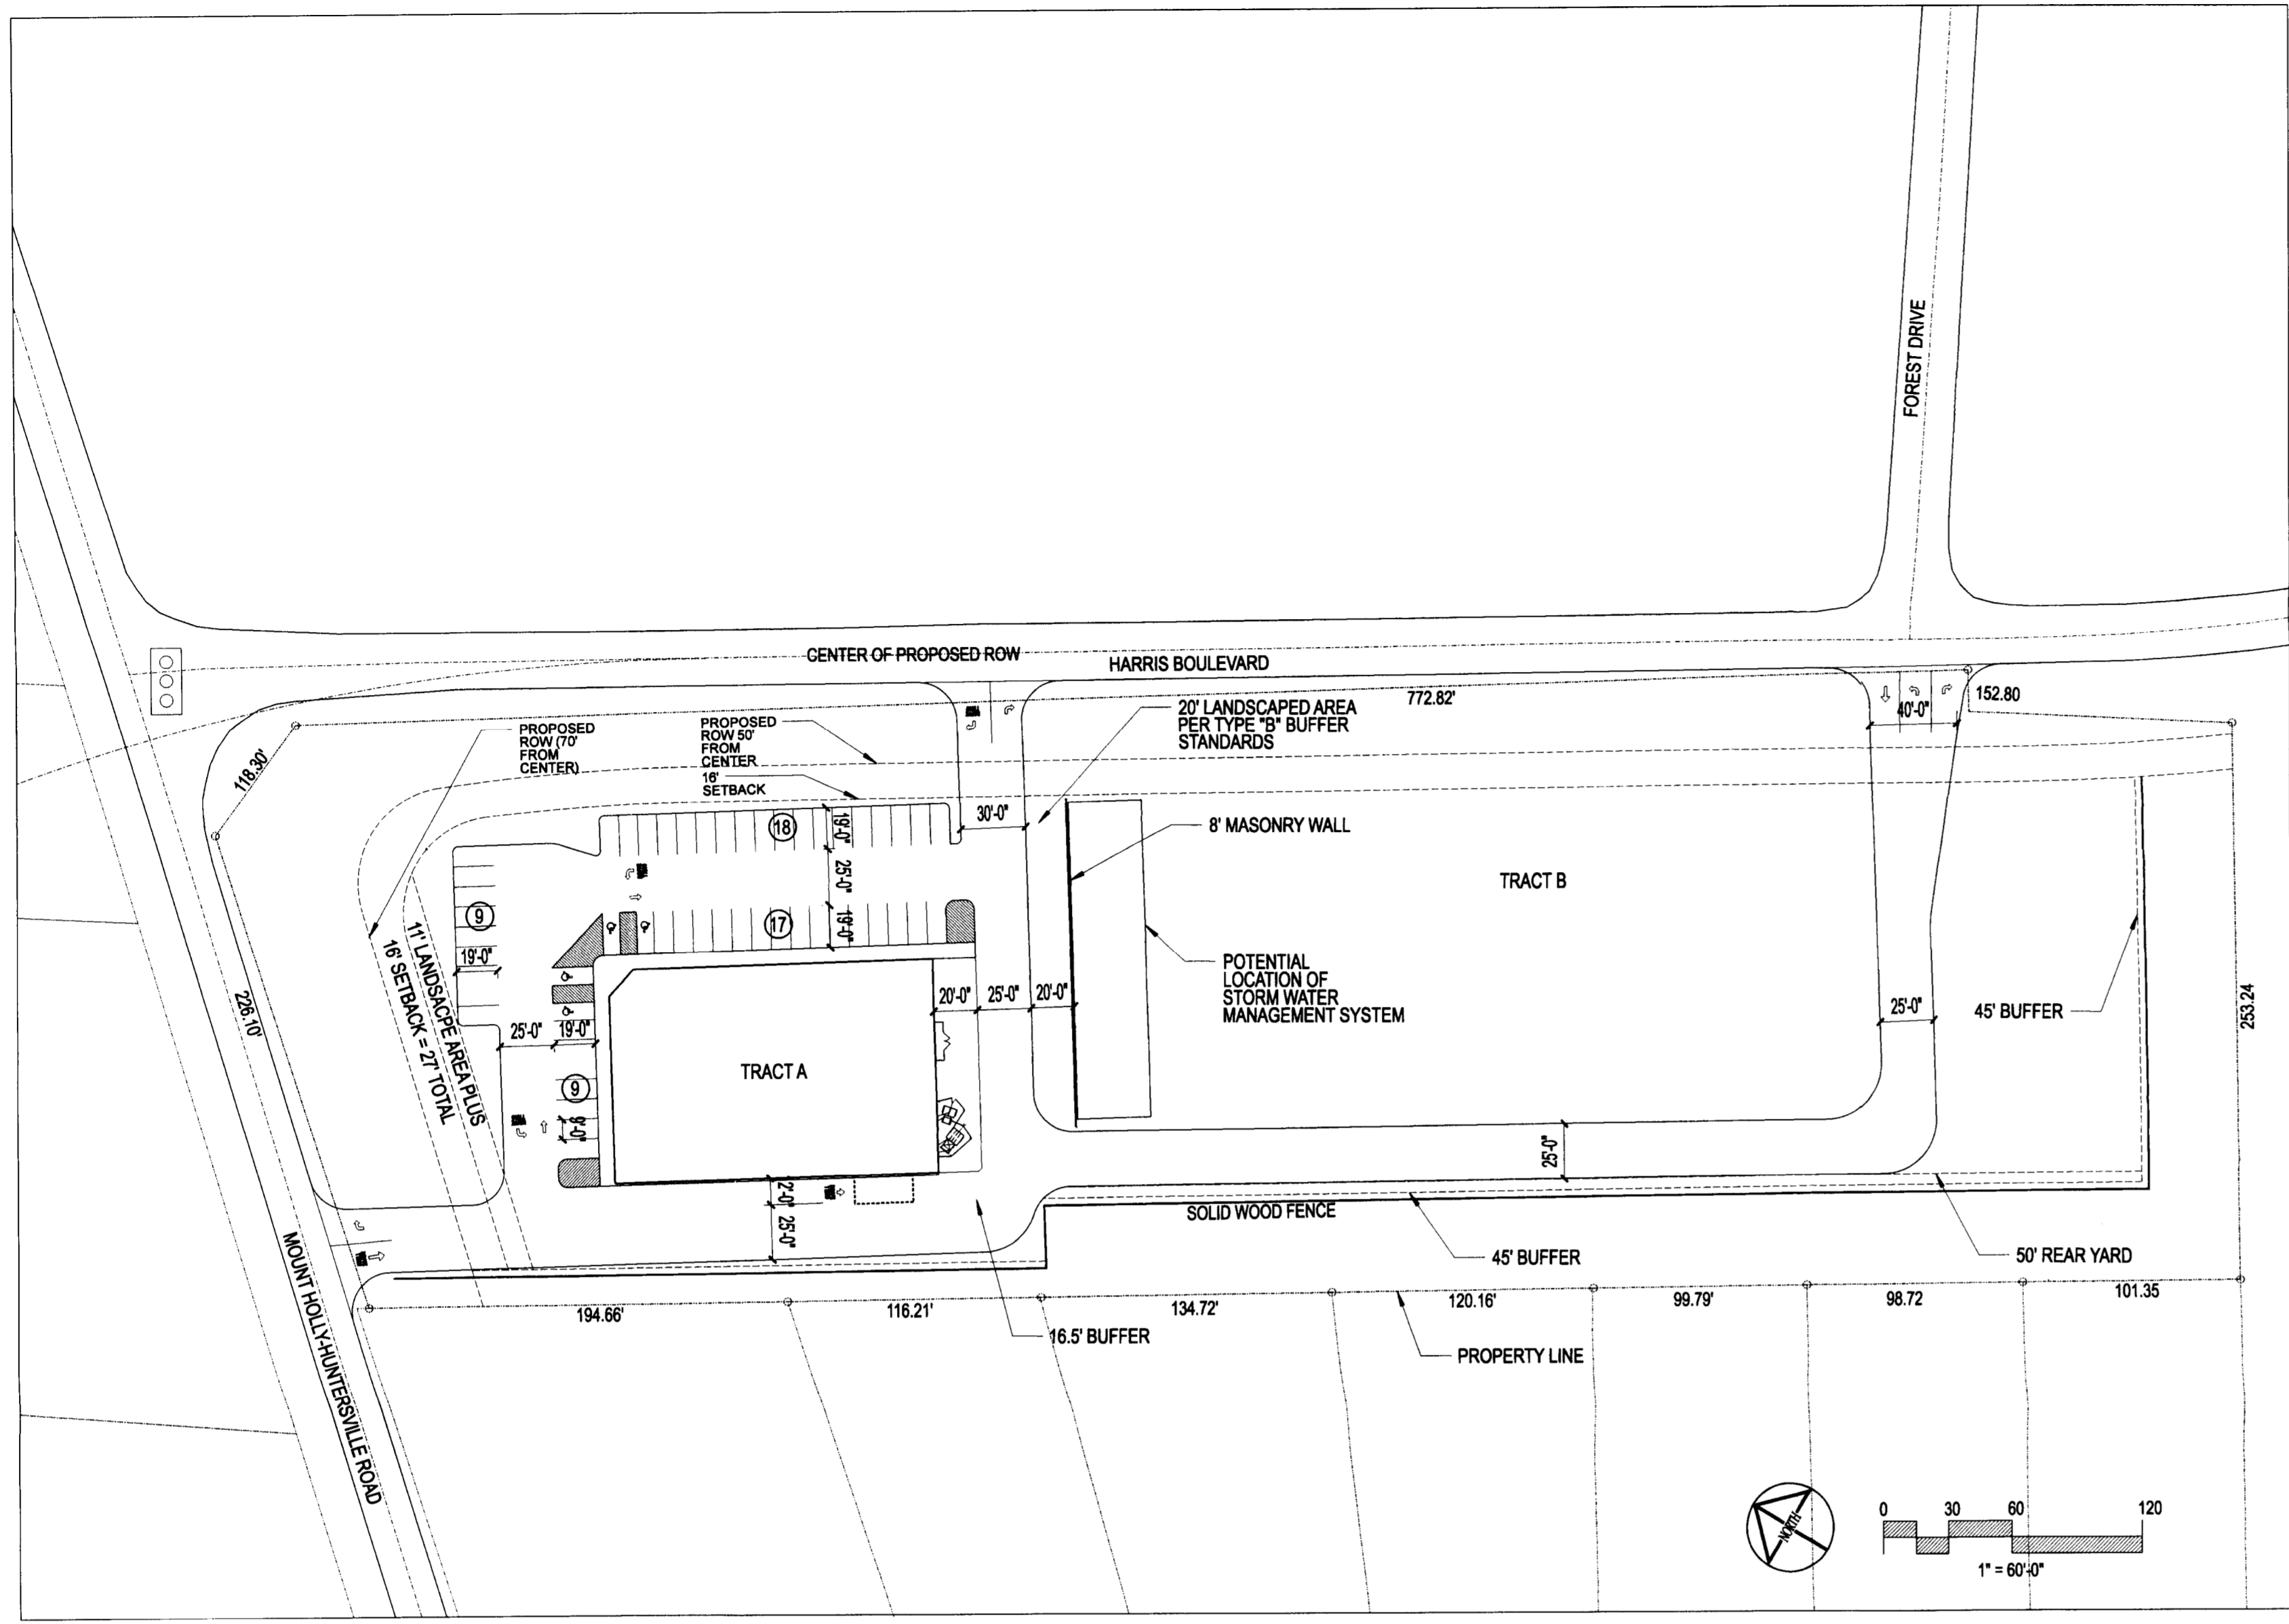 FOREST DRIVE
CENTER OF PROPOSED ROW
HARRIS BOULEVARD
772.82'
152.80
40'-0"
118.30'
PROPOSED
ROW (70'
FROM
CENTER)
PROPOSED
ROW 50'
FROM
CENTER
16'
SETBACK
20' LANDSCAPED AREA
PER TYPE "B" BUFFER
STANDARDS
30'-0"
8' MASONRY WALL
18
19'-0"
25'-0"
17
19'-0"
9
19'-0"
TRACT B
11' LANDSACPE AREA PLUS
16' SETBACK = 27' TOTAL
226.10'
POTENTIAL
LOCATION OF
STORM WATER
MANAGEMENT SYSTEM
20'-0"
25'-0"
20'-0"
25'-0"
45' BUFFER
253.24
25'-0"
19'-0"
TRACT A
9
9'-0"
25'-0"
2'-0"
25'-0"
SOLID WOOD FENCE
45' BUFFER
50' REAR YARD
MOUNT HOLLY-HUNTERSVILLE ROAD
194.66'
116.21'
134.72'
120.16'
99.79'
98.72
101.35
16.5' BUFFER
PROPERTY LINE
NORTH
0 30 60 120
1" = 60'-0"